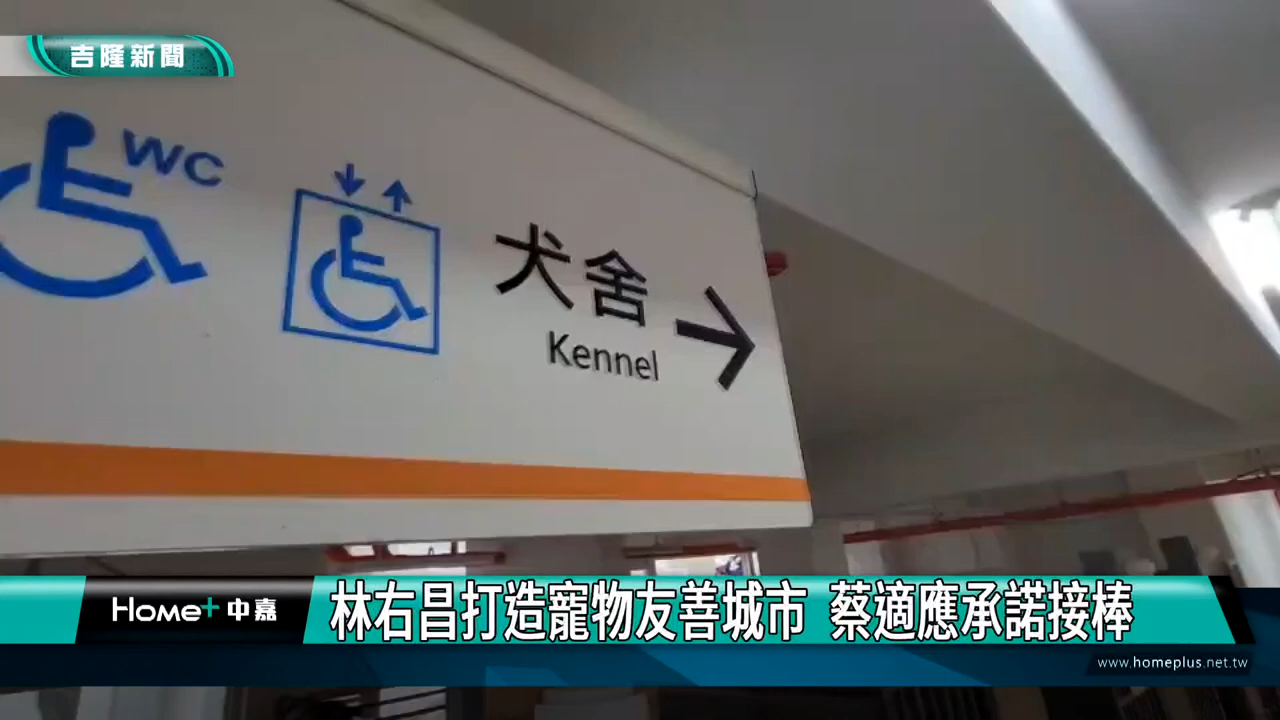 吉隆新聞
WC
犬舍
Kennel
Home+ 中嘉
林右昌打造寵物友善城市 蔡適應承諾接棒
www.homeplus.net.tw